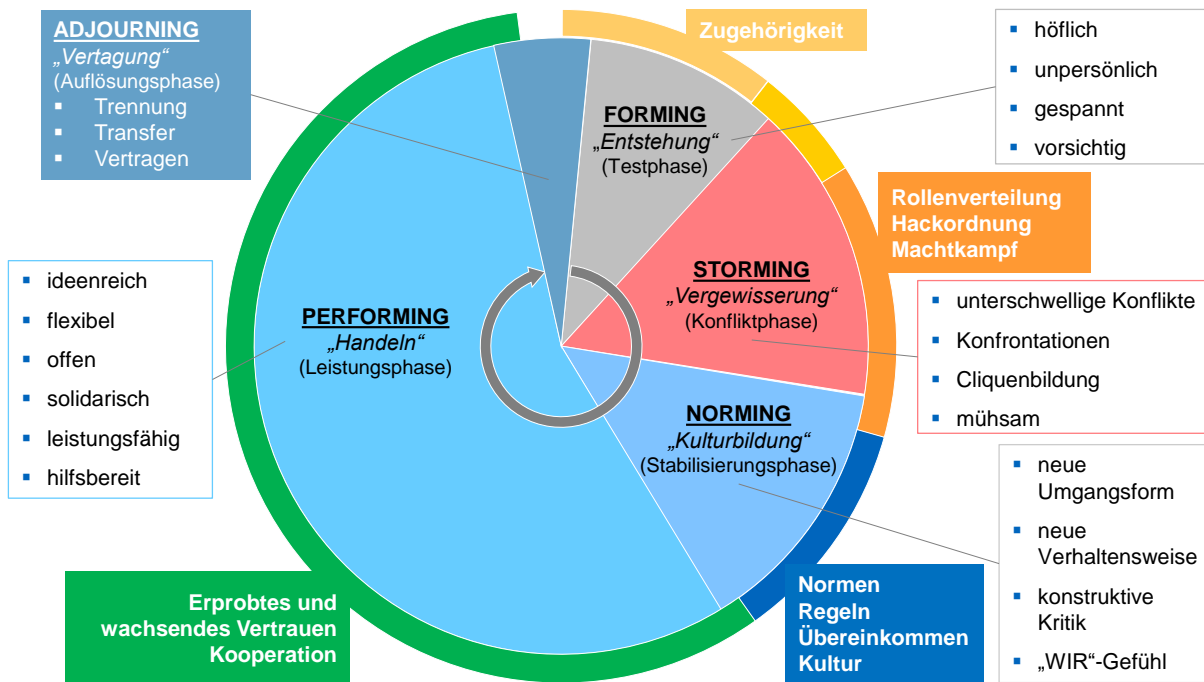 ADJOURNING
„Vertagung“
(Auflösungsphase)
▪ Trennung
▪ Transfer
▪ Vertragen
Zugehörigkeit
▪ höflich
▪ unpersönlich
▪ gespannt
▪ vorsichtig
FORMING
„Entstehung“
(Testphase)
Rollenverteilung
Hackordnung
Machtkampf
STORMING
„Vergewisserung“
(Konfliktphase)
▪ unterschwellige Konflikte
▪ Konfrontationen
▪ Cliquenbildung
▪ mühsam
▪ ideenreich
▪ flexibel
▪ offen
▪ solidarisch
▪ leistungsfähig
▪ hilfsbereit
PERFORMING
„Handeln“
(Leistungsphase)
NORMING
„Kulturbildung“
(Stabilisierungsphase)
▪ neue
Umgangsform
▪ neue
Verhaltensweise
▪ konstruktive
Kritik
▪ „WIR“-Gefühl
Erprobtes und
wachsendes Vertrauen
Kooperation
Normen
Regeln
Übereinkommen
Kultur